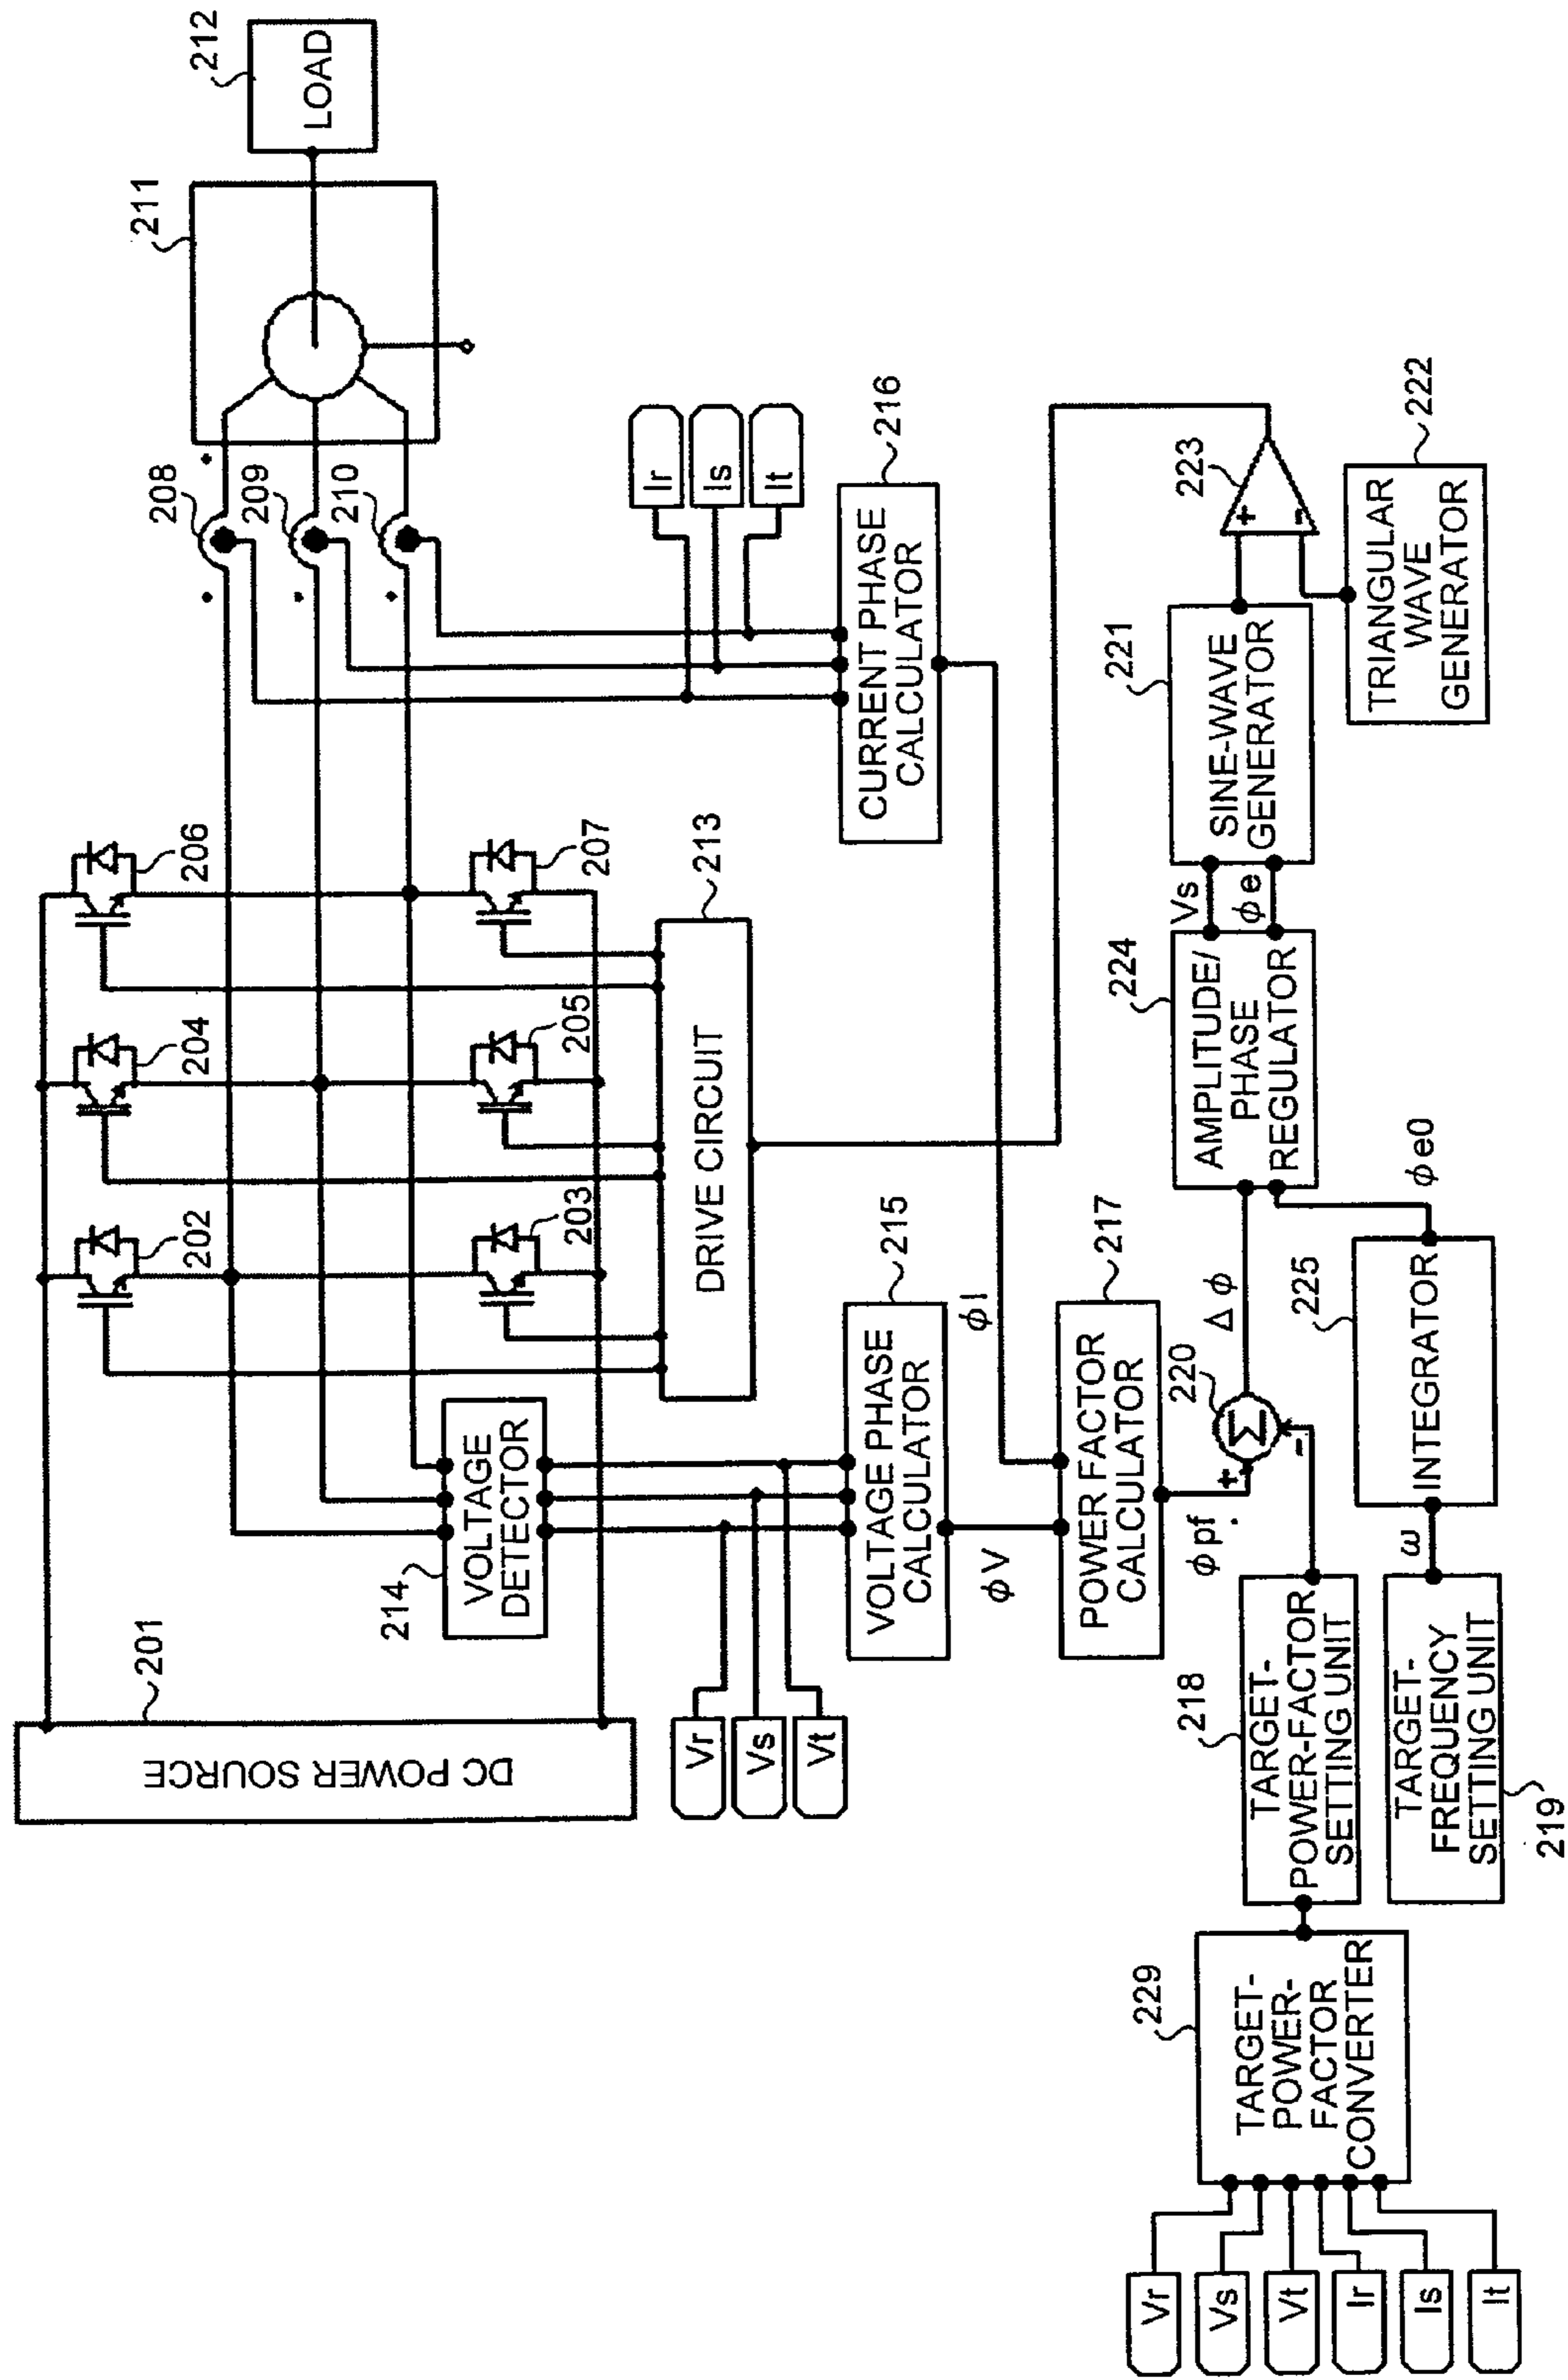 212
LOAD
211
208
209
210
Ir
Is
It
216
CURRENT PHASE
CALCULATOR
206
207
204
205
202
203
213
DRIVE CIRCUIT
201
DC POWER SOURCE
214
VOLTAGE
DETECTOR
Vr
Vs
Vt
215
VOLTAGE PHASE
CALCULATOR
ϕV
ϕI
217
POWER FACTOR
CALCULATOR
ϕpf
220
+
Σ
−
Δϕ
224
AMPLITUDE/
PHASE
REGULATOR
Vs
ϕe
221
SINE-WAVE
GENERATOR
223
+
−
222
TRIANGULAR
WAVE
GENERATOR
229
TARGET-
POWER-
FACTOR
CONVERTER
Vr
Vs
Vt
Ir
Is
It
218
TARGET-
POWER-FACTOR
SETTING UNIT
TARGET-
FREQUENCY
SETTING UNIT
219
ω
225
INTEGRATOR
ϕe0